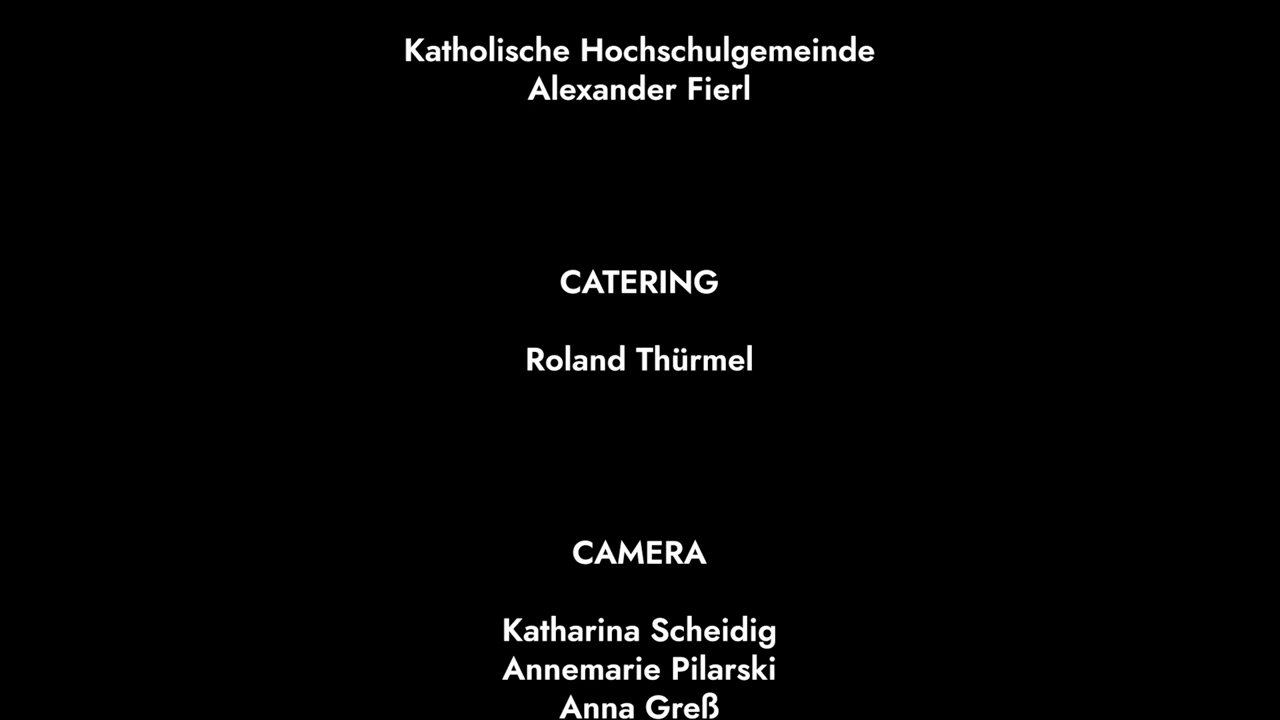 Katholische Hochschulgemeinde
Alexander Fierl
CATERING
Roland Thürmel
CAMERA
Katharina Scheidig
Annemarie Pilarski
Anna Greß